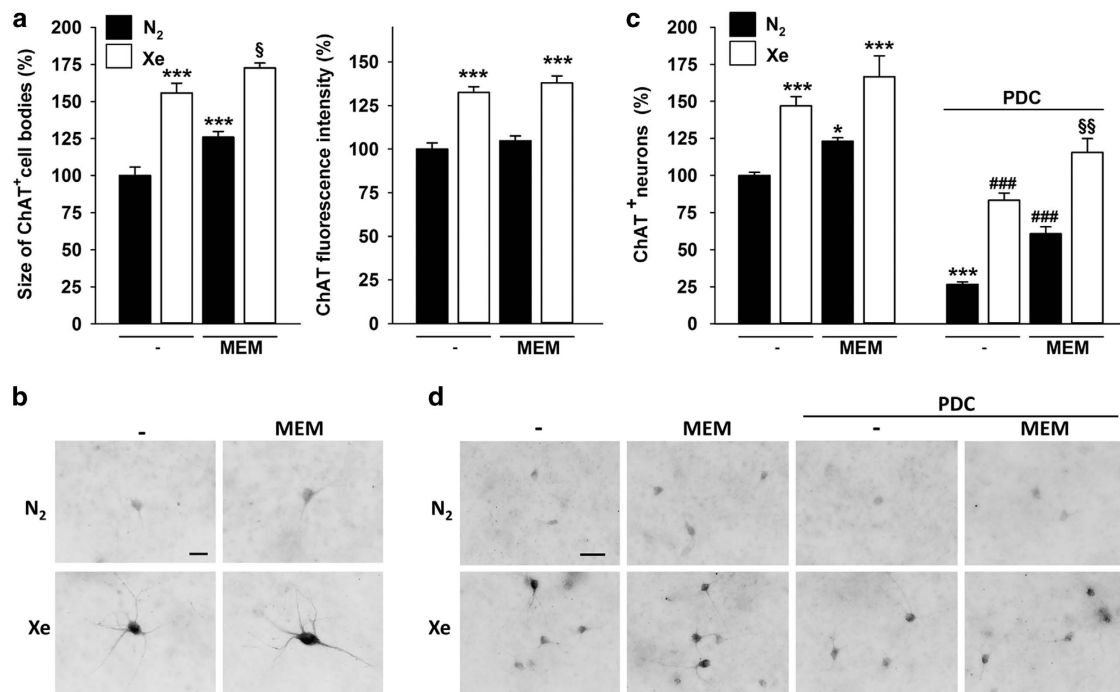 a
Size of ChAT⁺ cell bodies (%)
200
175
150
125
100
75
50
25
0
N₂
Xe
***
***
§
-
MEM
ChAT fluorescence intensity (%)
150
125
100
75
50
25
0
***
***
-
MEM
c
ChAT⁺ neurons (%)
200
175
150
125
100
75
50
25
0
N₂
Xe
***
*
***
PDC
***
###
###
§§
-
MEM
-
MEM
b
-
MEM
N₂
Xe
d
PDC
-
MEM
-
MEM
N₂
Xe